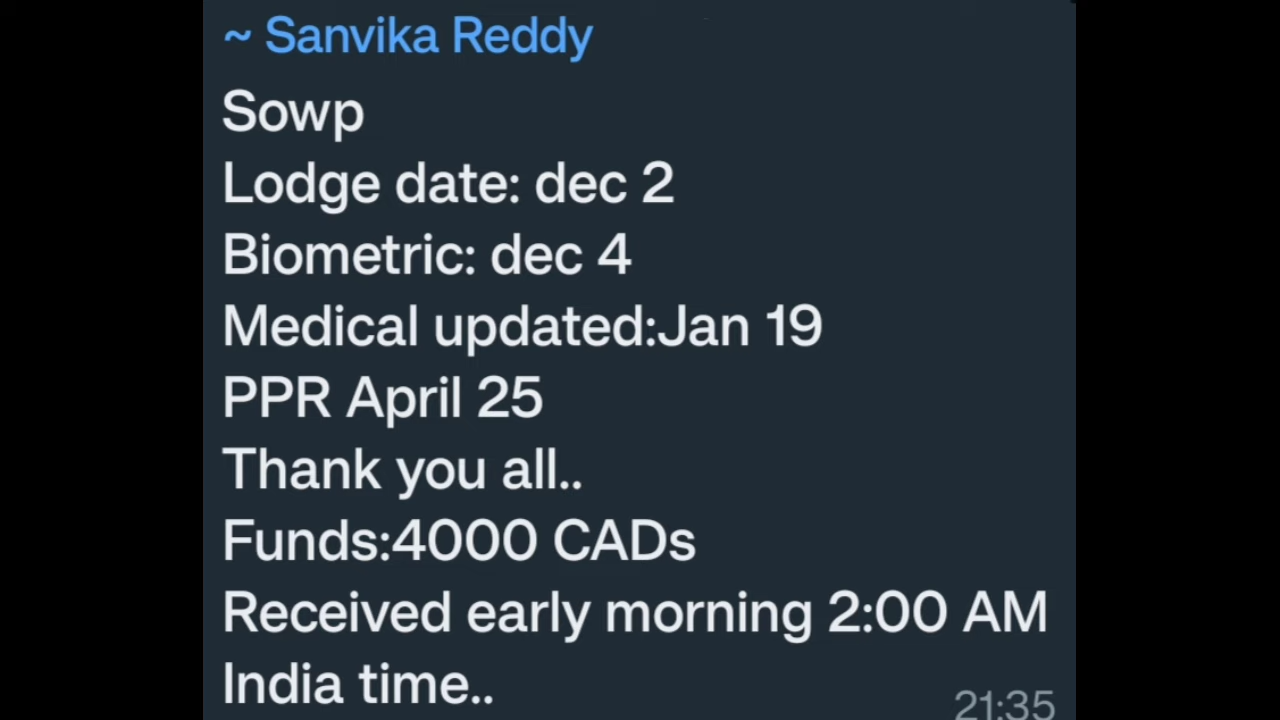 ~ Sanvika Reddy
Sowp
Lodge date: dec 2
Biometric: dec 4
Medical updated:Jan 19
PPR April 25
Thank you all..
Funds:4000 CADs
Received early morning 2:00 AM
India time..
21:35